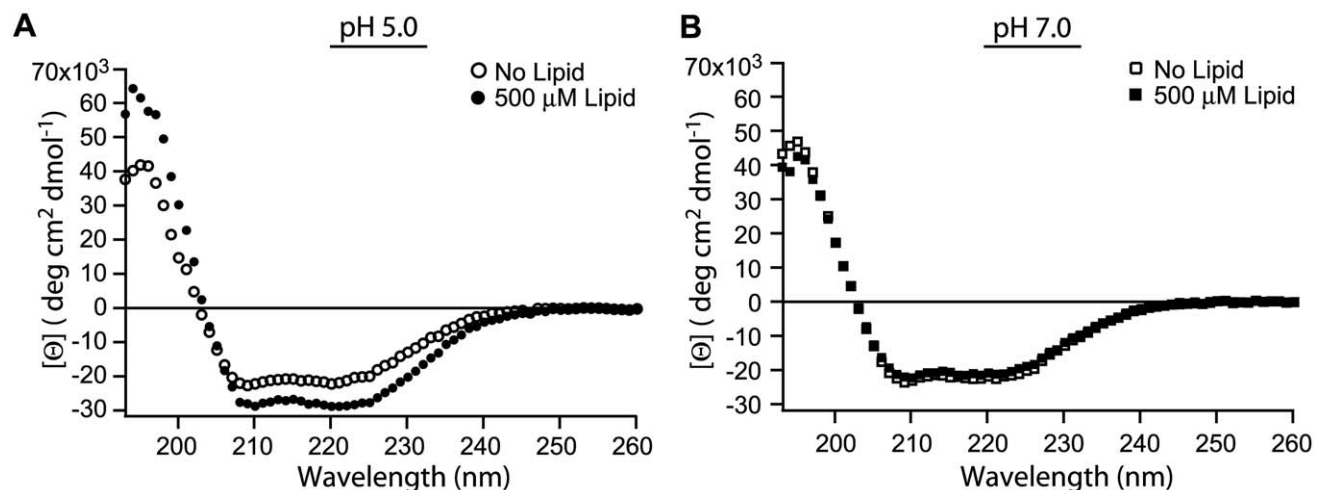 A
pH 5.0
70x10³
60
50
40
30
20
10
0
-10
-20
-30
[Θ] ( deg cm² dmol⁻¹)
No Lipid
500 μM Lipid
200 210 220 230 240 250 260
Wavelength (nm)
B
pH 7.0
70x10³
60
50
40
30
20
10
0
-10
-20
-30
[Θ] ( deg cm² dmol⁻¹)
No Lipid
500 μM Lipid
200 210 220 230 240 250 260
Wavelength (nm)